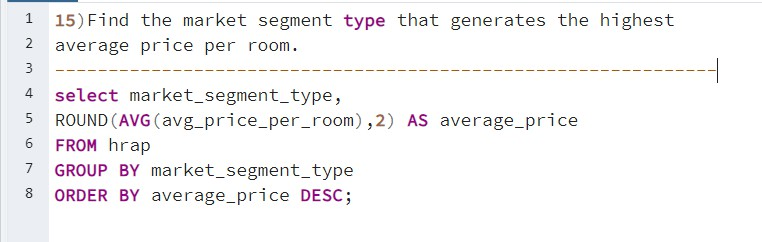 1 15)Find the market segment type that generates the highest
2 average price per room.
3 --------------------------------------------------------------
4 select market_segment_type,
5 ROUND(AVG(avg_price_per_room),2) AS average_price
6 FROM hrap
7 GROUP BY market_segment_type
8 ORDER BY average_price DESC;